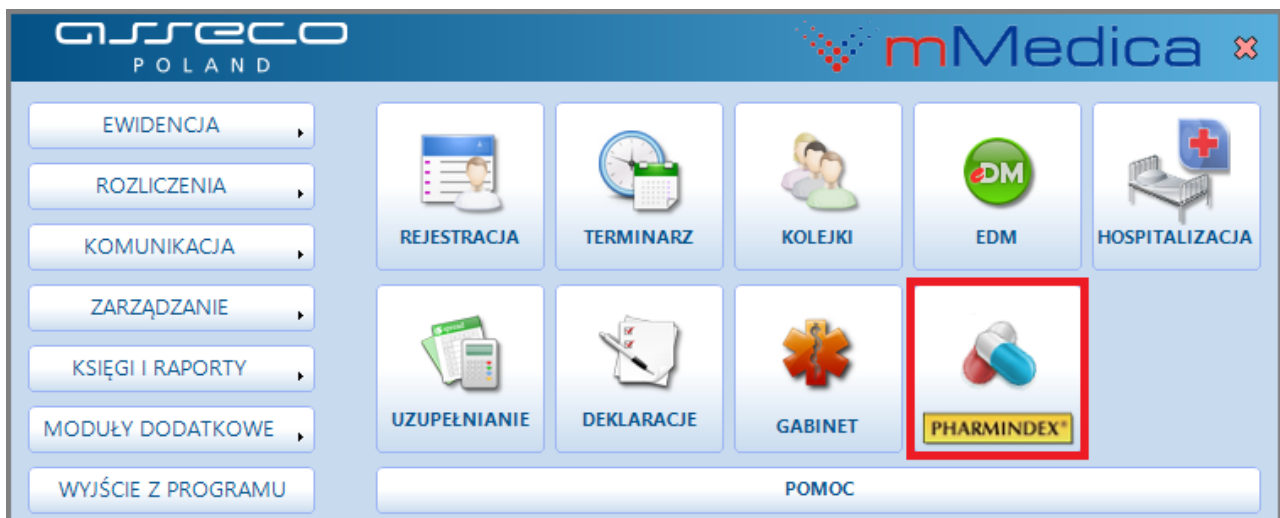 asseco
POLAND
mMedica
EWIDENCJA
ROZLICZENIA
KOMUNIKACJA
ZARZĄDZANIE
KSIĘGI I RAPORTY
MODUŁY DODATKOWE
WYJŚCIE Z PROGRAMU
REJESTRACJA
TERMINARZ
KOLEJKI
eDM
EDM
HOSPITALIZACJA
UZUPEŁNIANIE
DEKLARACJE
GABINET
PHARMINDEX®
POMOC